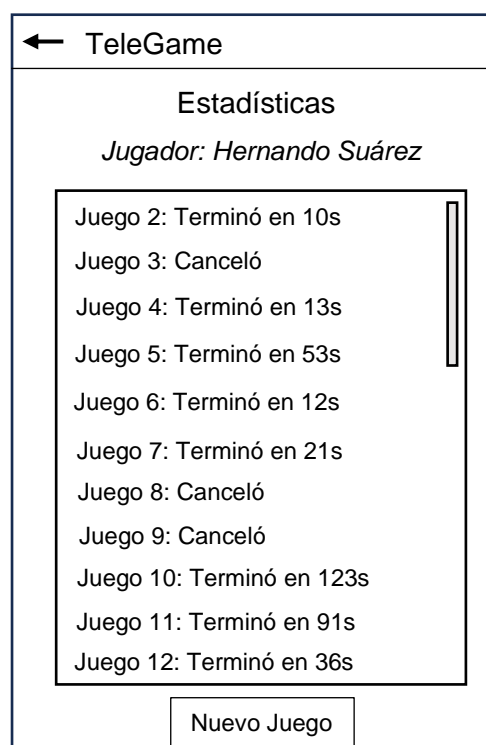 TeleGame
Estadísticas
Jugador: Hernando Suárez
Juego 2: Terminó en 10s
Juego 3: Canceló
Juego 4: Terminó en 13s
Juego 5: Terminó en 53s
Juego 6: Terminó en 12s
Juego 7: Terminó en 21s
Juego 8: Canceló
Juego 9: Canceló
Juego 10: Terminó en 123s
Juego 11: Terminó en 91s
Juego 12: Terminó en 36s
Nuevo Juego